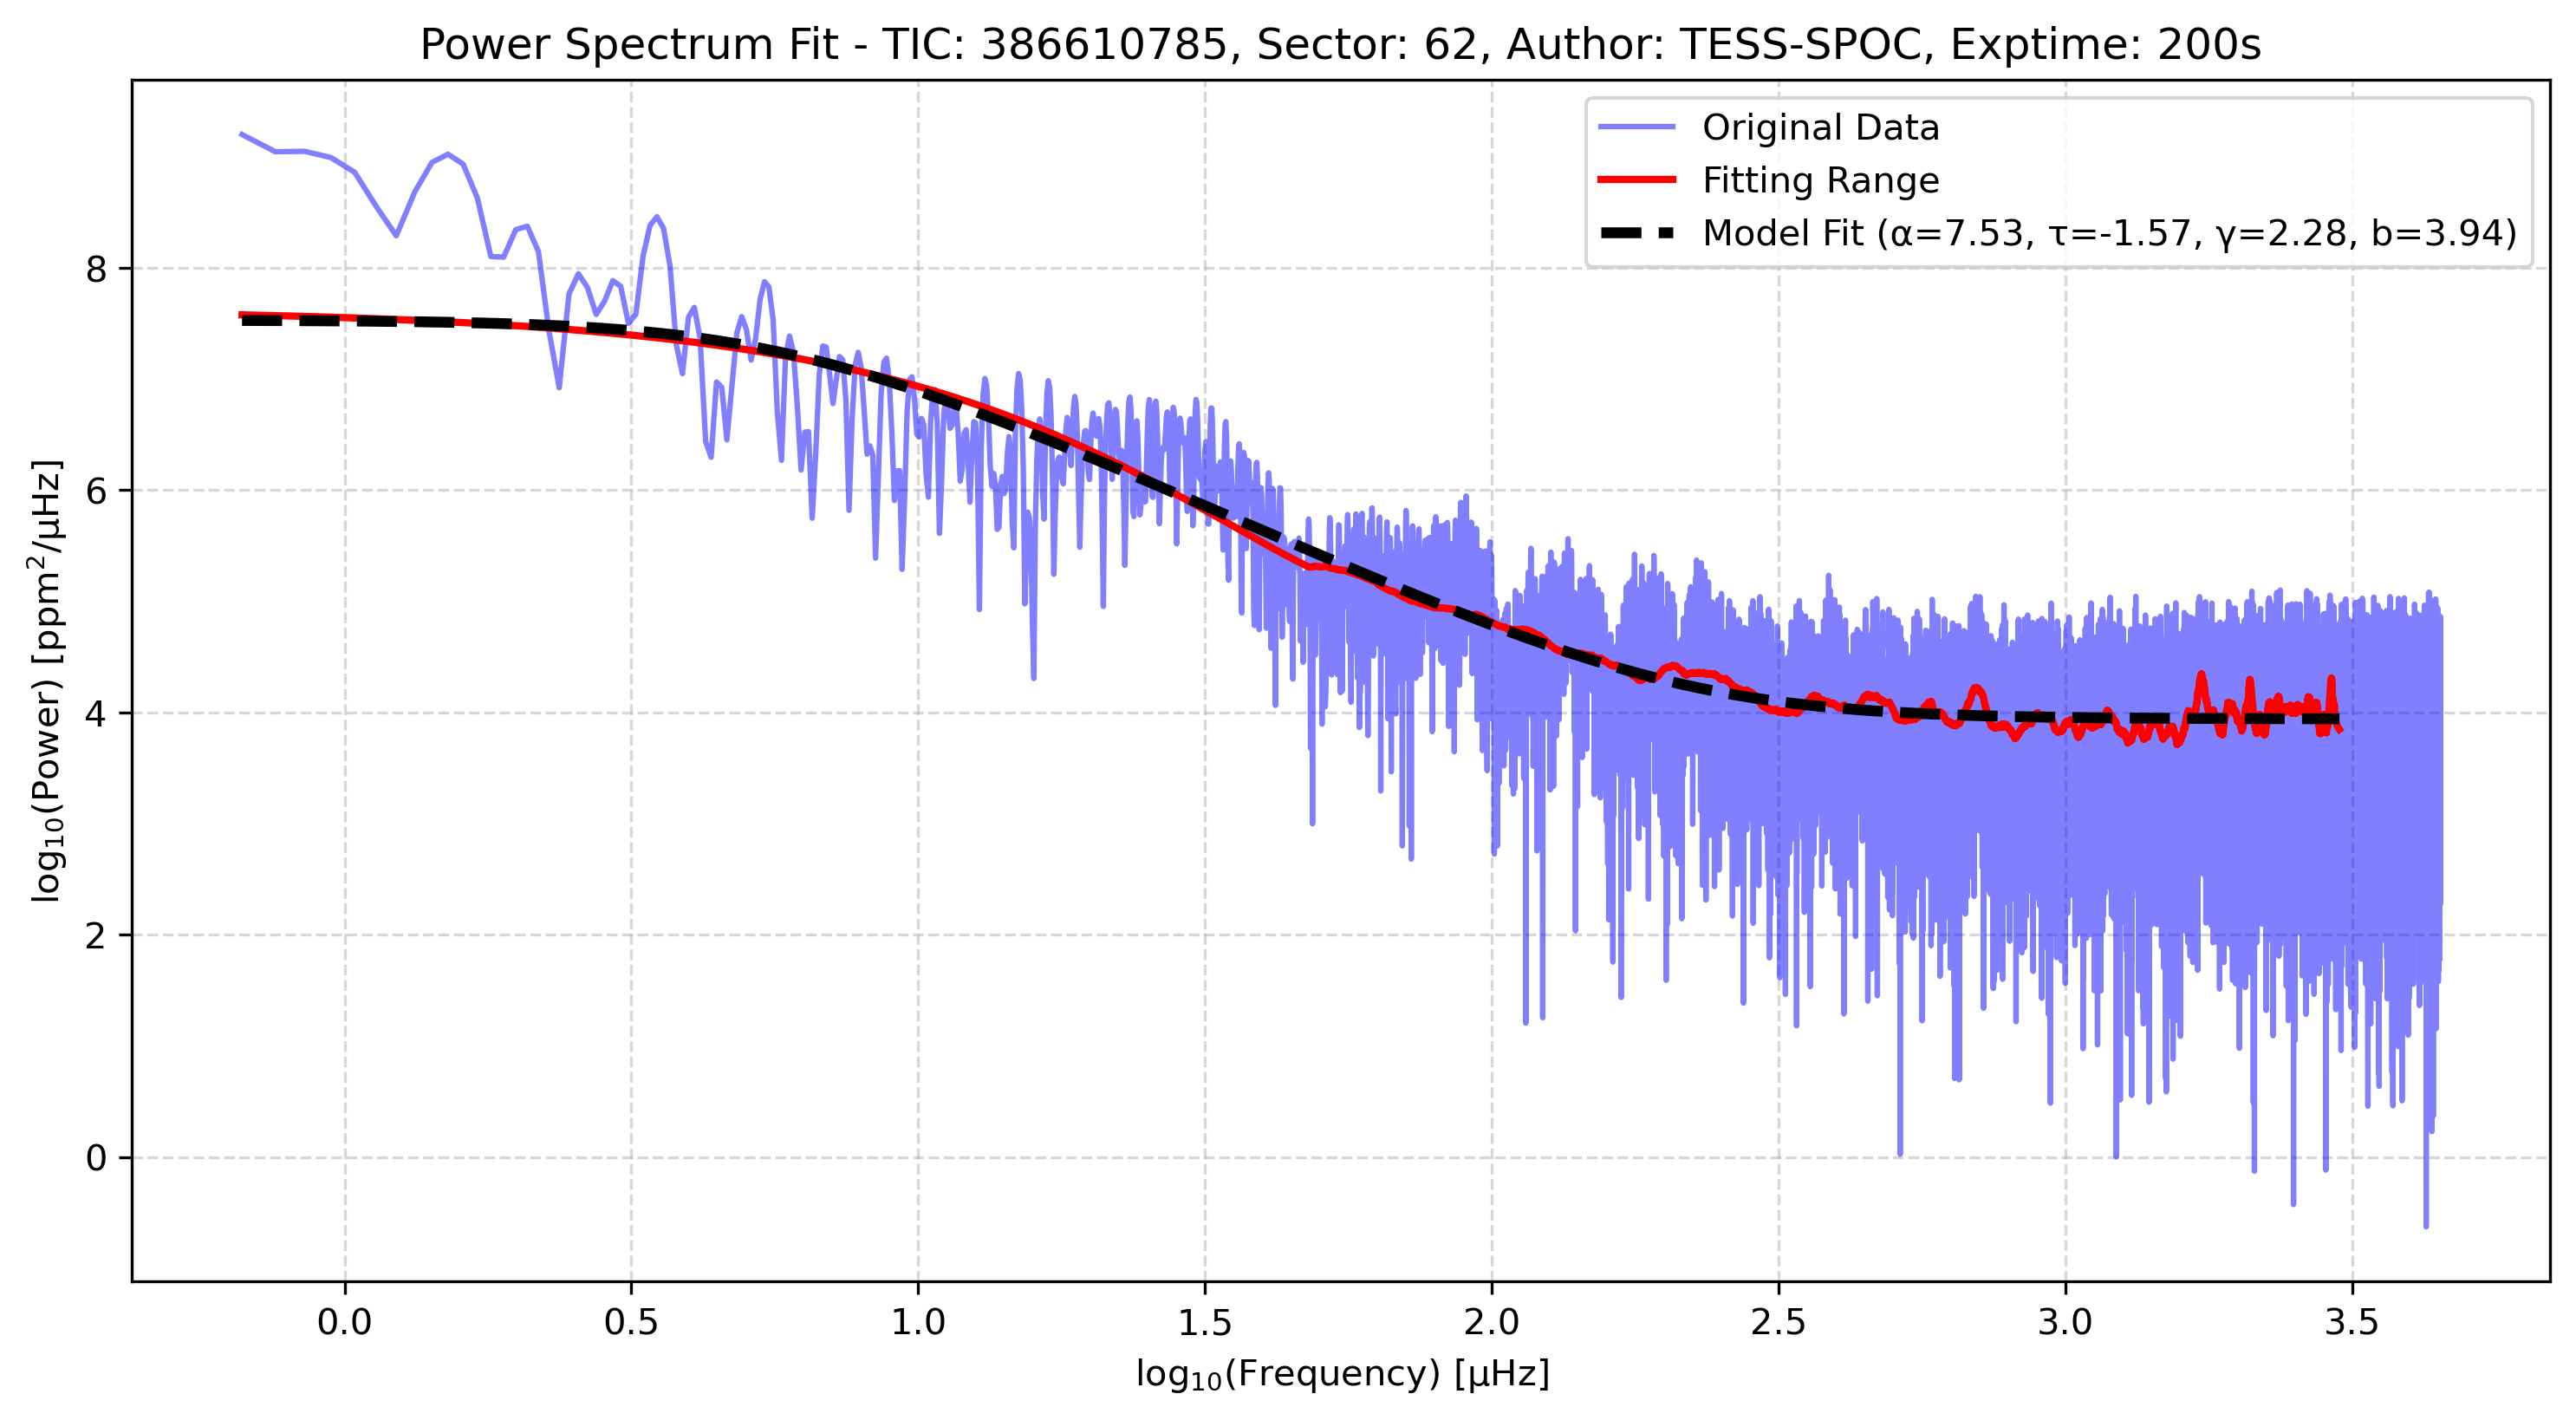 Power Spectrum Fit - TIC: 386610785, Sector: 62, Author: TESS-SPOC, Exptime: 200s
Original Data
Fitting Range
Model Fit (α=7.53, τ=-1.57, γ=2.28, b=3.94)
log₁₀(Power) [ppm²/μHz]
8
6
4
2
0
0.0 0.5 1.0 1.5 2.0 2.5 3.0 3.5
log₁₀(Frequency) [μHz]